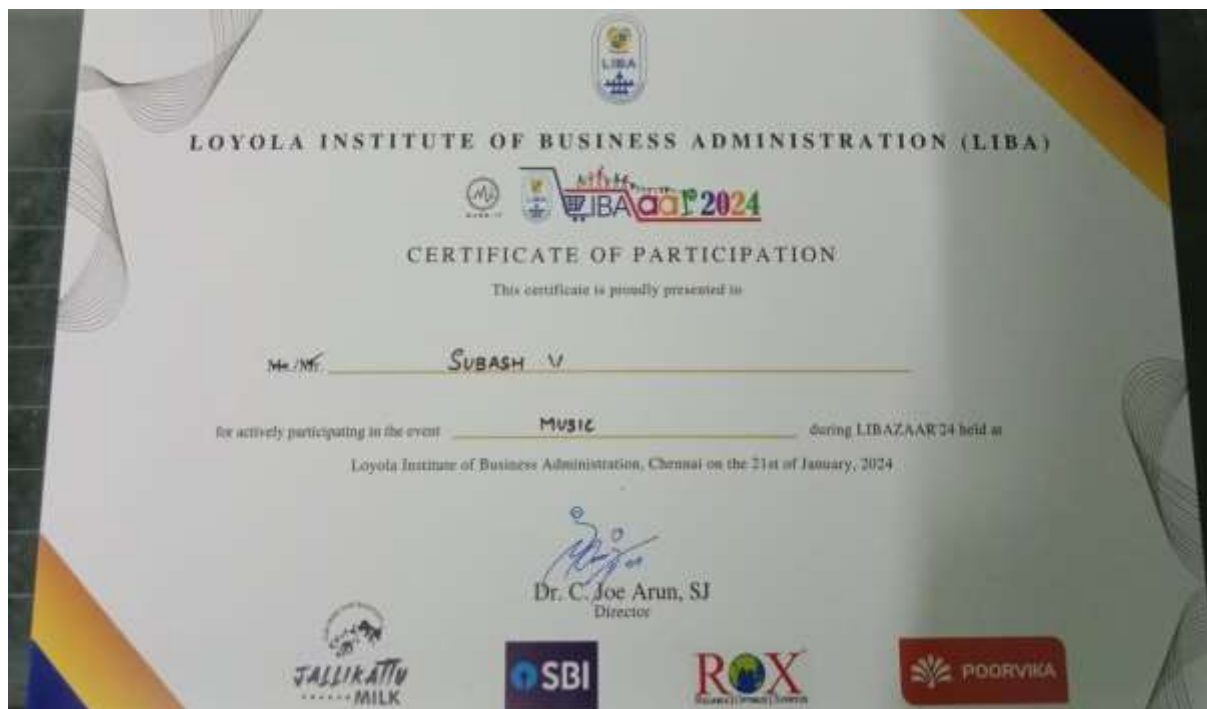 LIBA
LOYOLA INSTITUTE OF BUSINESS ADMINISTRATION (LIBA)
LIBAZaar 2024
CERTIFICATE OF PARTICIPATION
This certificate is proudly presented to
Ms./Mr. SUBASH V
for actively participating in the event MUSIC during LIBAZAAR'24 held at
Loyola Institute of Business Administration, Chennai on the 21st of January, 2024
Dr. C. Joe Arun, SJ
Director
JALLIKATTU
MILK
SBI
ROX
POORVIKA